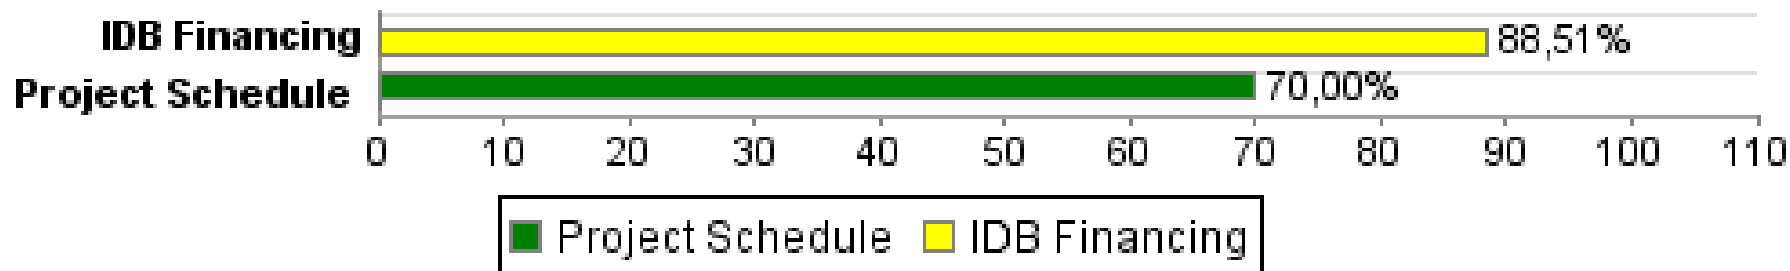 IDB Financing
88,51%
Project Schedule
70,00%
0 10 20 30 40 50 60 70 80 90 100 110
Project Schedule IDB Financing